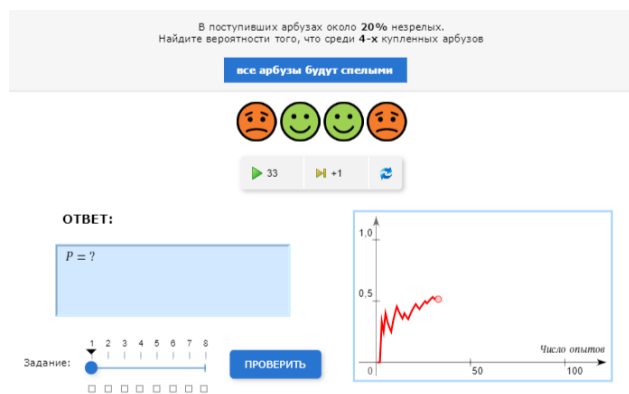 В поступивших арбузах около 20% незрелых.
Найдите вероятности того, что среди 4-х купленных арбузов
все арбузы будут спелыми
33 +1
ОТВЕТ:
P = ?
1,0
0,5
Число опытов
0 50 100
1 2 3 4 5 6 7 8
Задание:
ПРОВЕРИТЬ